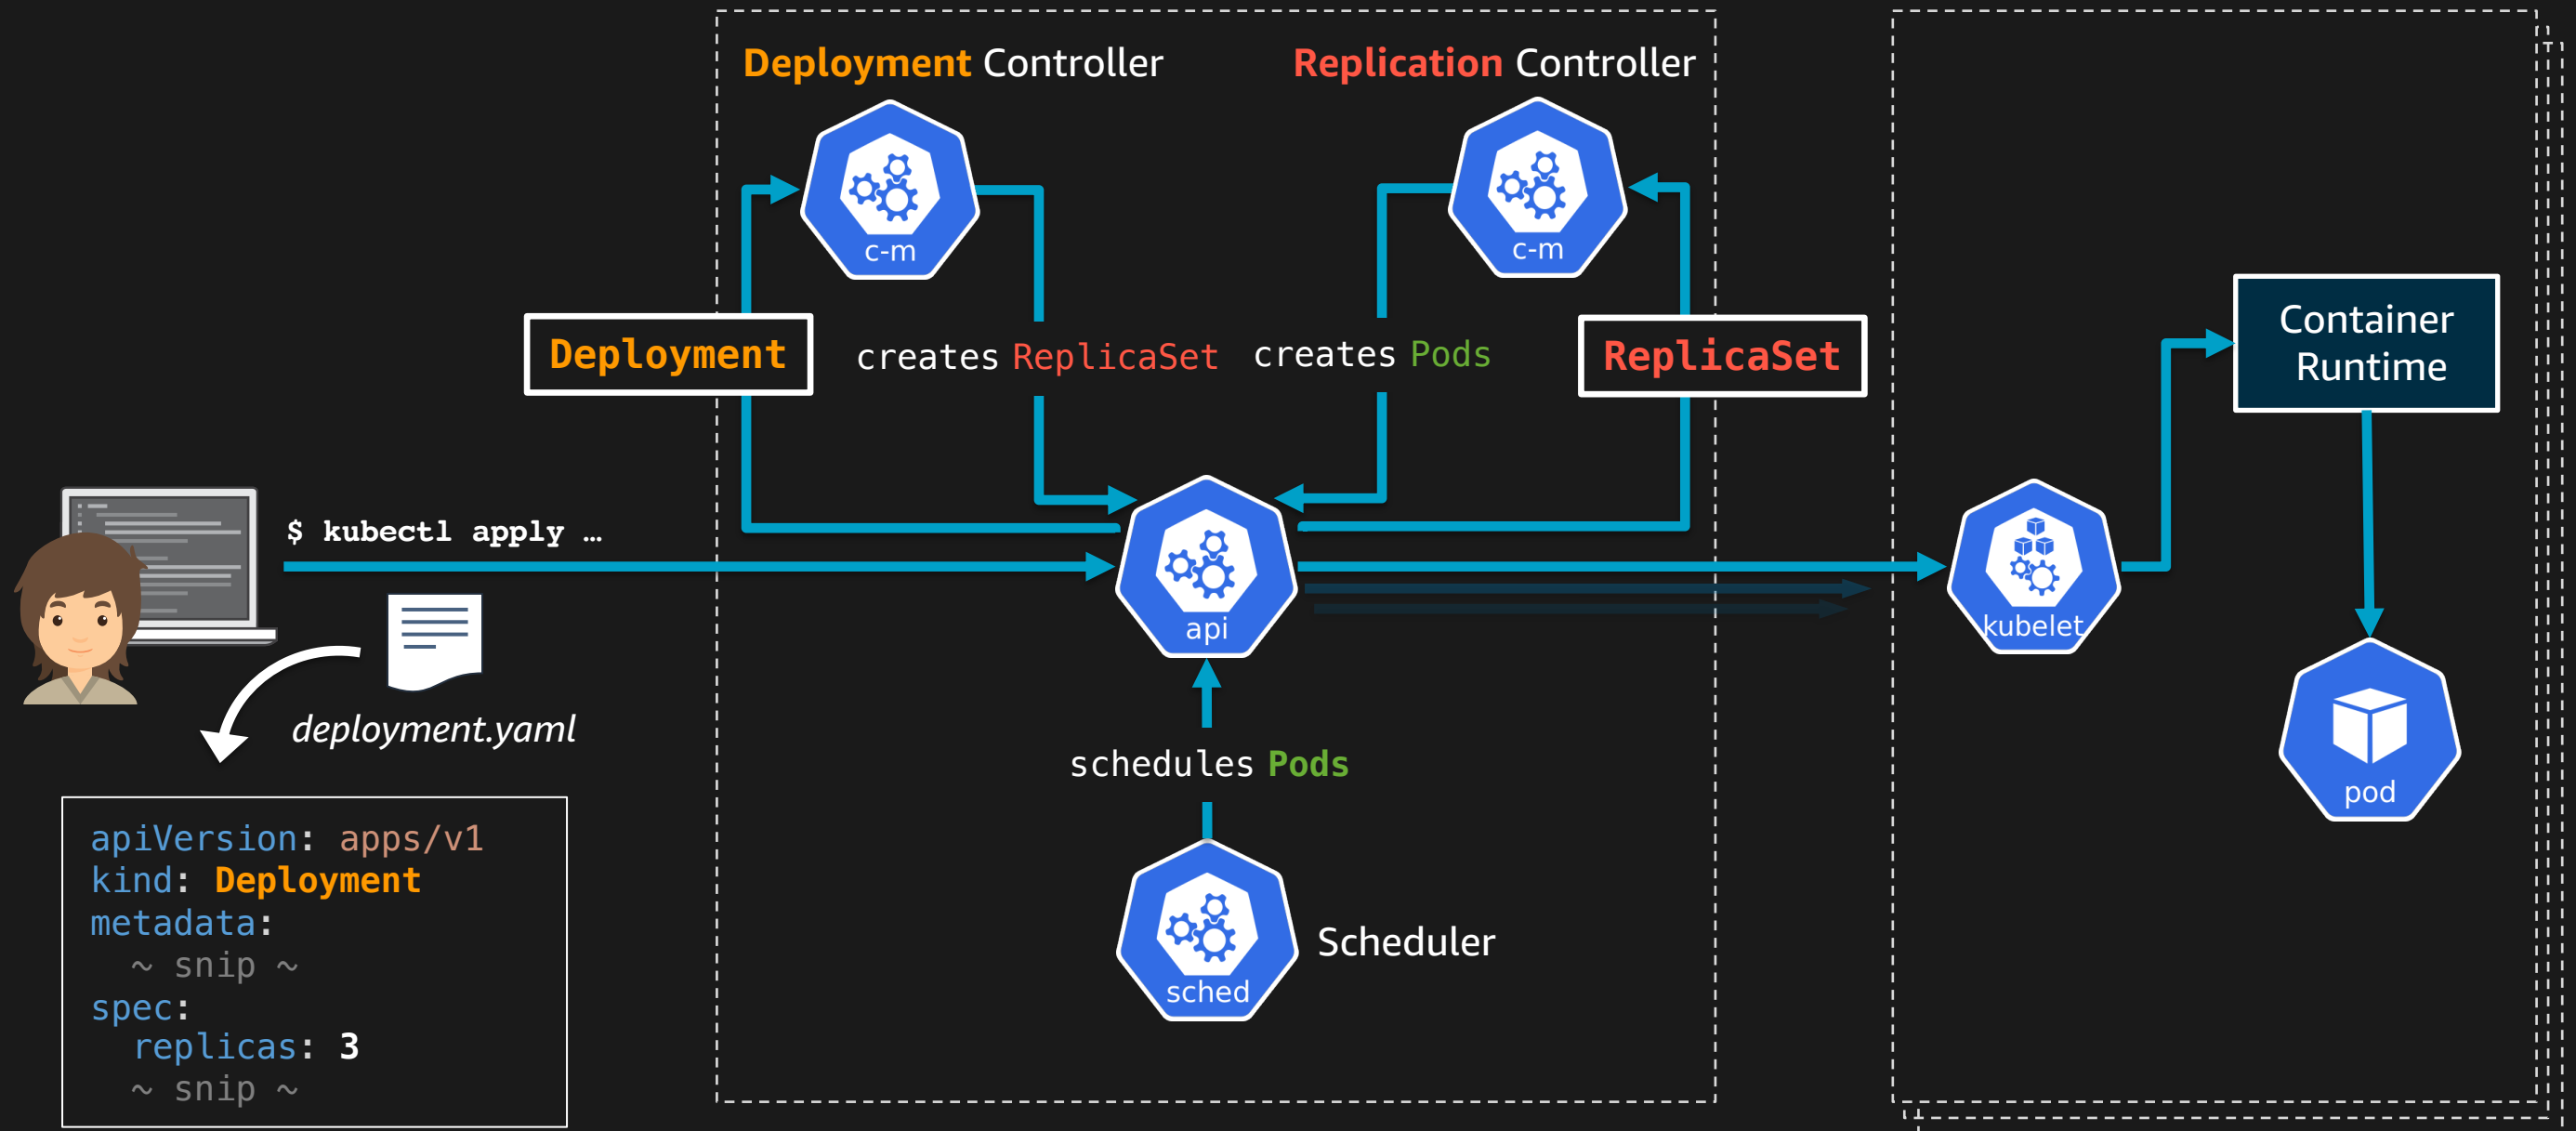 Deployment Controller
Replication Controller
c-m
c-m
Deployment
creates ReplicaSet
creates Pods
ReplicaSet
Container
Runtime
$ kubectl apply …
api
kubelet
deployment.yaml
schedules Pods
pod
apiVersion: apps/v1
kind: Deployment
metadata:
  ~ snip ~
spec:
  replicas: 3
  ~ snip ~
Scheduler
sched